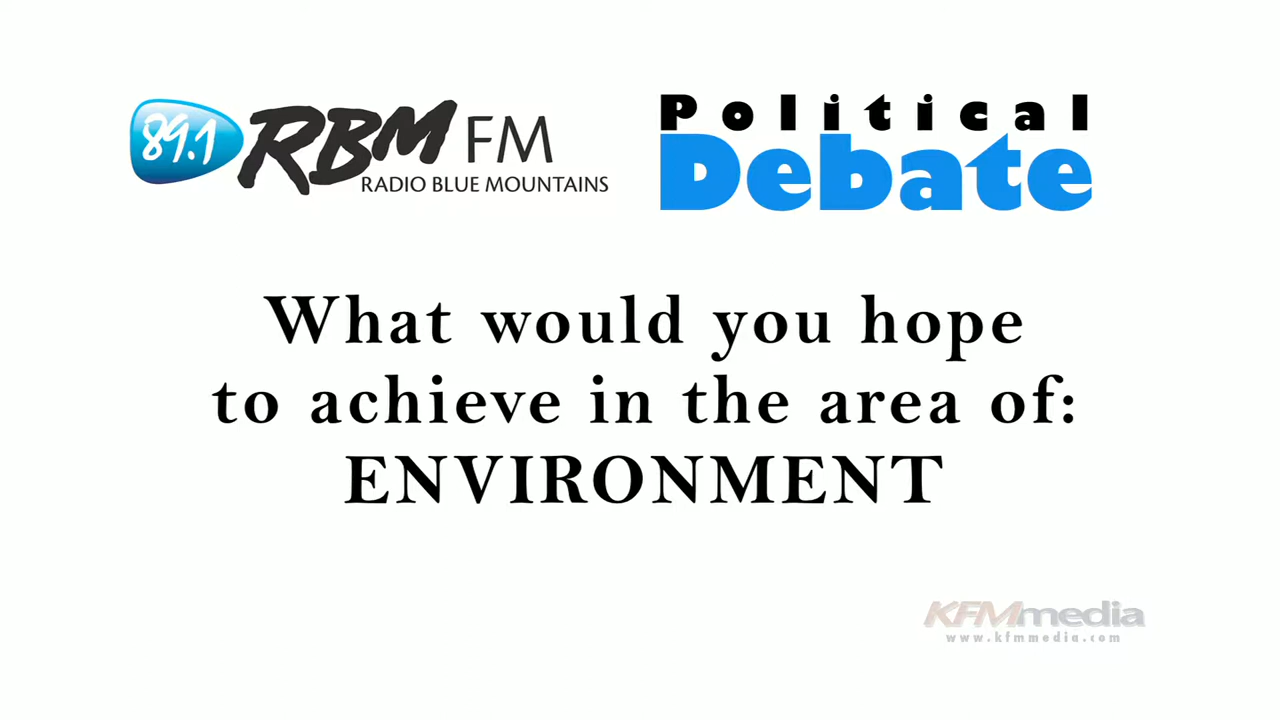 89.1 RBM FM
RADIO BLUE MOUNTAINS
Political
Debate
What would you hope
to achieve in the area of:
ENVIRONMENT
KFMmedia
www.kfmmedia.com